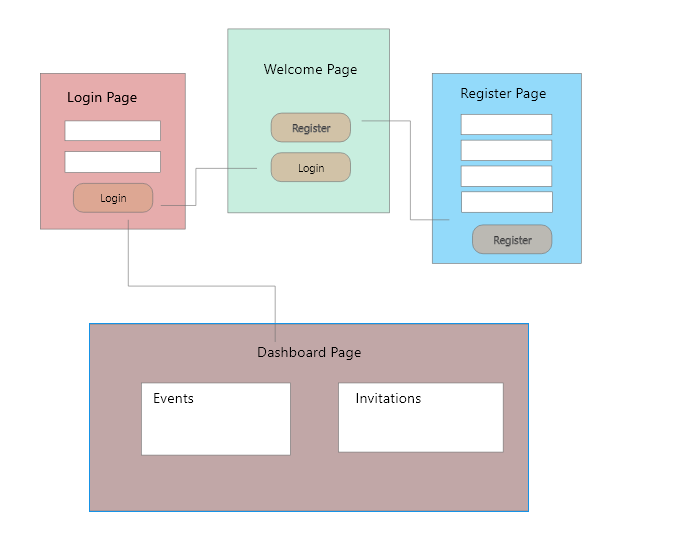 Welcome Page
Register
Login
Login Page
Login
Register Page
Register
Dashboard Page
Events
Invitations